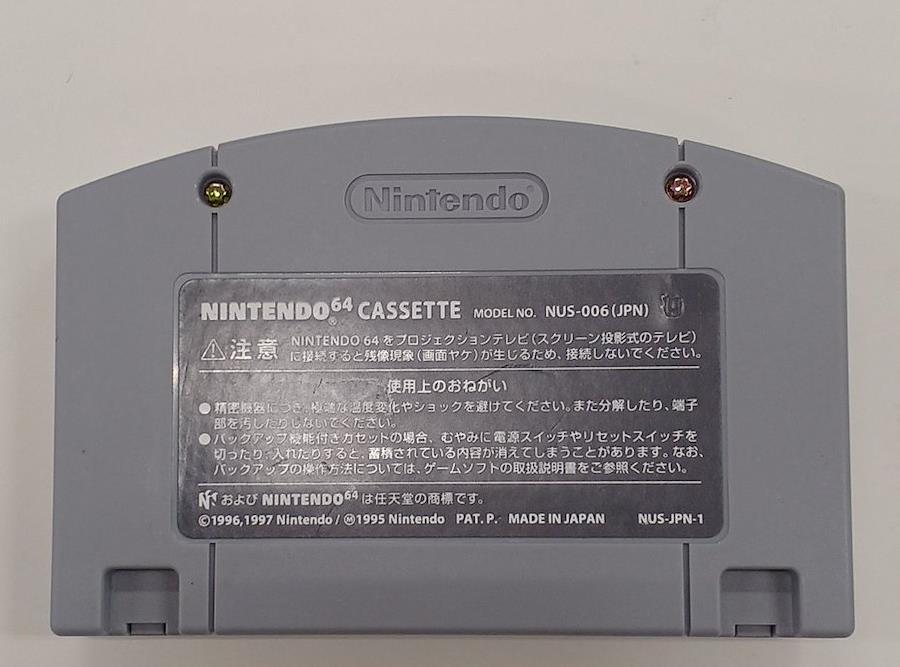 Nintendo®
NINTENDO64® CASSETTE MODEL NO. NUS-006(JPN)
注意 NINTENDO 64をプロジェクションテレビ(スクリーン投影式のテレビ)
に接続すると残像現象(画面ヤケ)が生じるため、接続しないでください。
使用上のおねがい
●精密機器につき、極端な温度変化やショックを避けてください。また分解したり、端子
部を汚したりしないでください。
●バックアップ機能付きカセットの場合、むやみに電源スイッチやリセットスイッチを
切ったり、入れたりすると、蓄積されている内容が消えてしまうことがあります。なお、
バックアップの操作方法については、ゲームソフトの取扱説明書をご参照ください。
および NINTENDO64 は任天堂の商標です。
©1996,1997 Nintendo / Ⓜ1995 Nintendo PAT. P. MADE IN JAPAN NUS-JPN-1